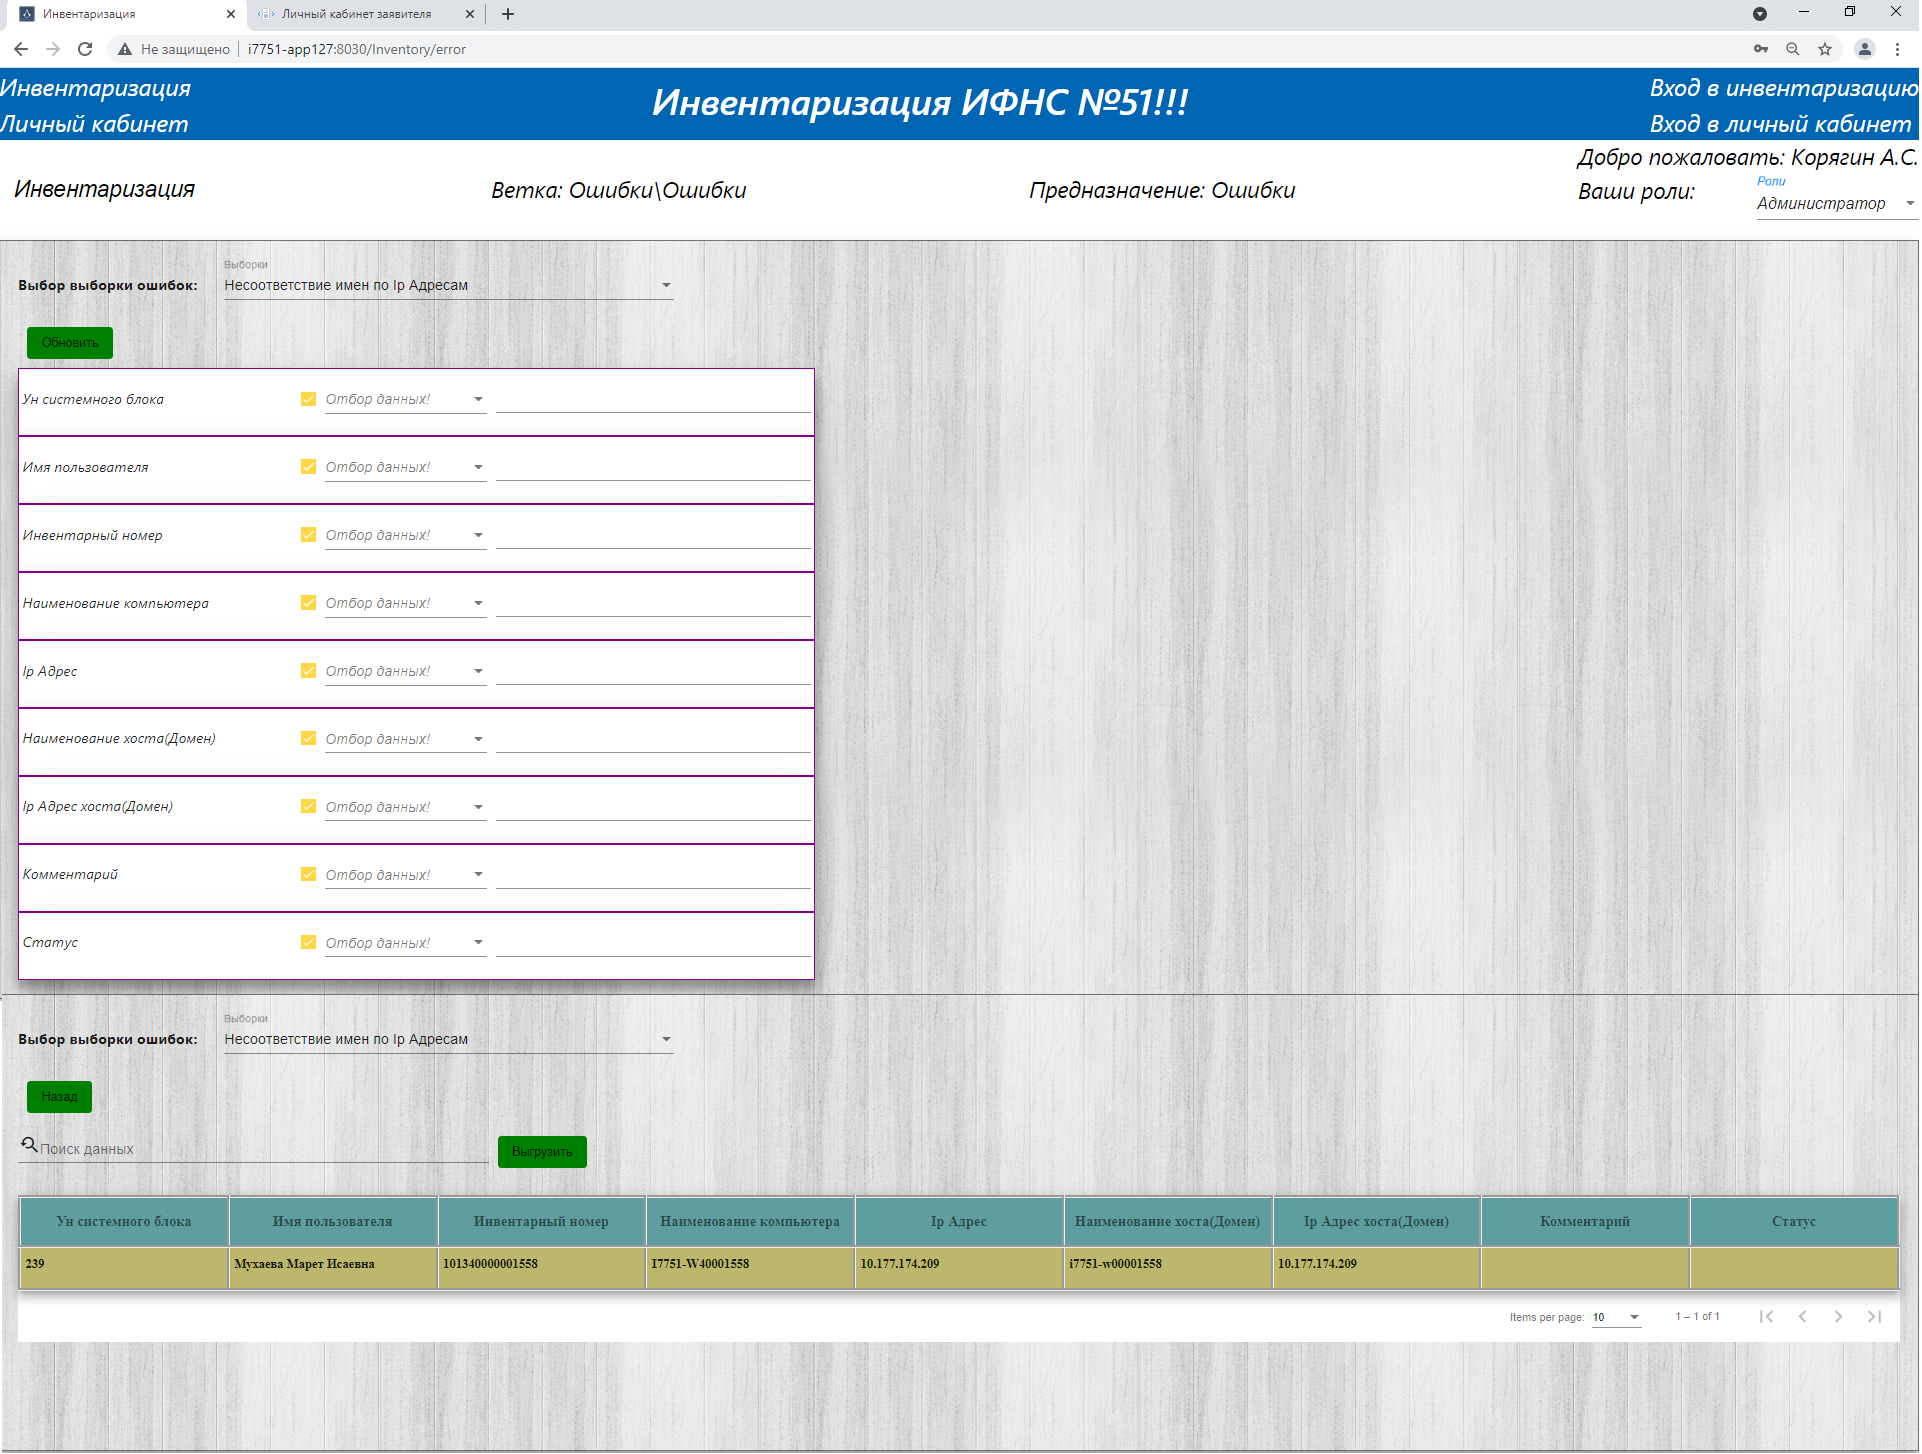 Инвентаризация
Личный кабинет заявителя
Не защищено
i7751-app127:8030/Inventory/error
Инвентаризация
Личный кабинет
Инвентаризация ИФНС №51!!!
Вход в инвентаризацию
Вход в личный кабинет
Добро пожаловать: Корягин А.С.
Инвентаризация
Ветка: Ошибки\Ошибки
Предназначение: Ошибки
Ваши роли:
Роли
Администратор
Выборки
Выбор выборки ошибок:
Несоответствие имен по Ip Адресам
Обновить
Ун системного блока Отбор данных!
Имя пользователя Отбор данных!
Инвентарный номер Отбор данных!
Наименование компьютера Отбор данных!
Ip Адрес Отбор данных!
Наименование хоста(Домен) Отбор данных!
Ip Адрес хоста(Домен) Отбор данных!
Комментарий Отбор данных!
Статус Отбор данных!
Выборки
Выбор выборки ошибок:
Несоответствие имен по Ip Адресам
Назад
Поиск данных
Выгрузить
Ун системного блока Имя пользователя Инвентарный номер Наименование компьютера Ip Адрес Наименование хоста(Домен) Ip Адрес хоста(Домен) Комментарий Статус
239 Мухаева Марет Исаевна 101340000001558 I7751-W40001558 10.177.174.209 i7751-w00001558 10.177.174.209
Items per page: 10 1 – 1 of 1